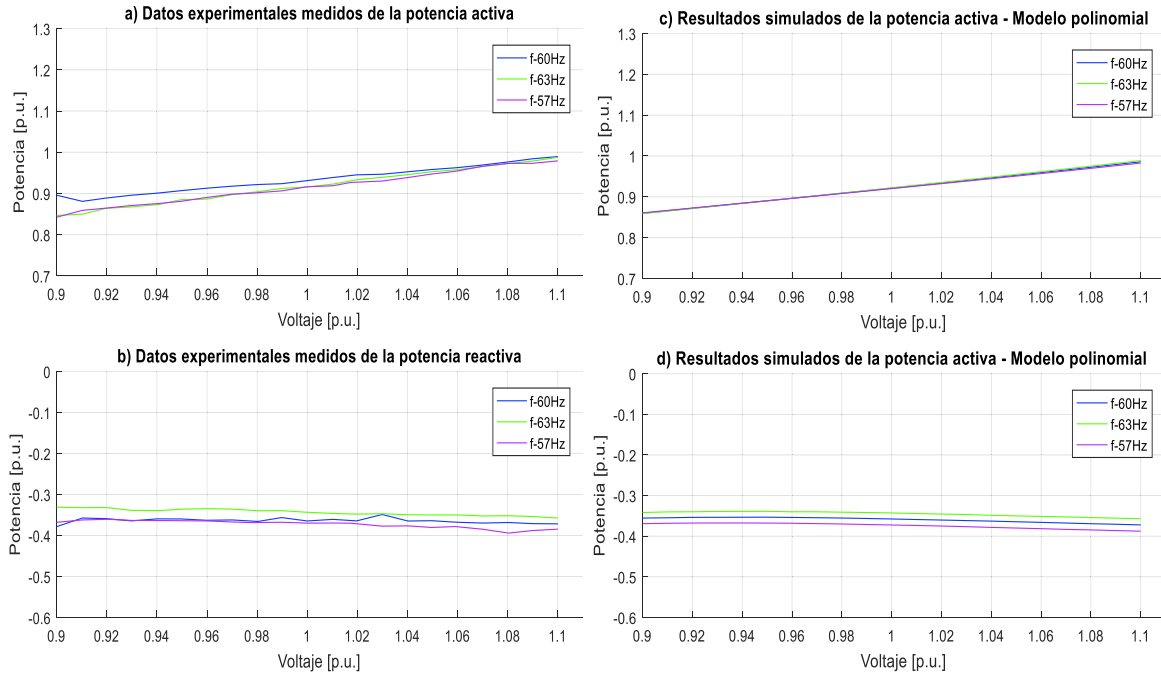 a) Datos experimentales medidos de la potencia activa
1.3
1.2
1.1
1
0.9
0.8
0.7
Potencia [p.u.]
f-60Hz
f-63Hz
f-57Hz
0.9 0.92 0.94 0.96 0.98 1 1.02 1.04 1.06 1.08 1.1
Voltaje [p.u.]
c) Resultados simulados de la potencia activa - Modelo polinomial
1.3
1.2
1.1
1
0.9
0.8
0.7
Potencia [p.u.]
f-60Hz
f-63Hz
f-57Hz
0.9 0.92 0.94 0.96 0.98 1 1.02 1.04 1.06 1.08 1.1
Voltaje [p.u.]
b) Datos experimentales medidos de la potencia reactiva
0
-0.1
-0.2
-0.3
-0.4
-0.5
-0.6
Potencia [p.u.]
f-60Hz
f-63Hz
f-57Hz
0.9 0.92 0.94 0.96 0.98 1 1.02 1.04 1.06 1.08 1.1
Voltaje [p.u.]
d) Resultados simulados de la potencia activa - Modelo polinomial
0
-0.1
-0.2
-0.3
-0.4
-0.5
-0.6
Potencia [p.u.]
f-60Hz
f-63Hz
f-57Hz
0.9 0.92 0.94 0.96 0.98 1 1.02 1.04 1.06 1.08 1.1
Voltaje [p.u.]